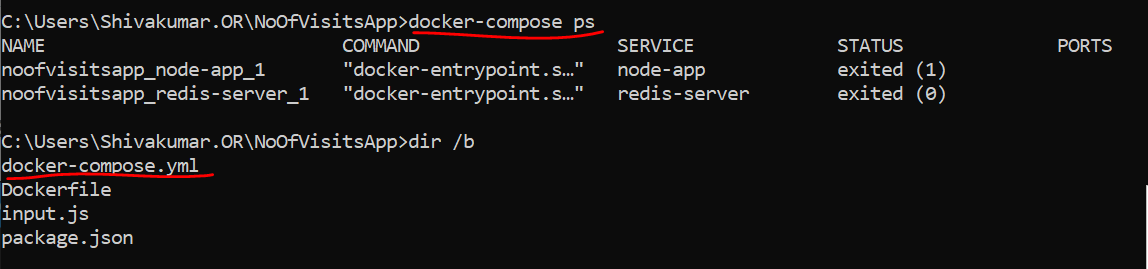 C:\Users\Shivakumar.OR\NoOfVisitsApp>docker-compose ps
NAME COMMAND SERVICE STATUS PORTS
noofvisitsapp_node-app_1 "docker-entrypoint.s…" node-app exited (1)
noofvisitsapp_redis-server_1 "docker-entrypoint.s…" redis-server exited (0)
C:\Users\Shivakumar.OR\NoOfVisitsApp>dir /b
docker-compose.yml
Dockerfile
input.js
package.json